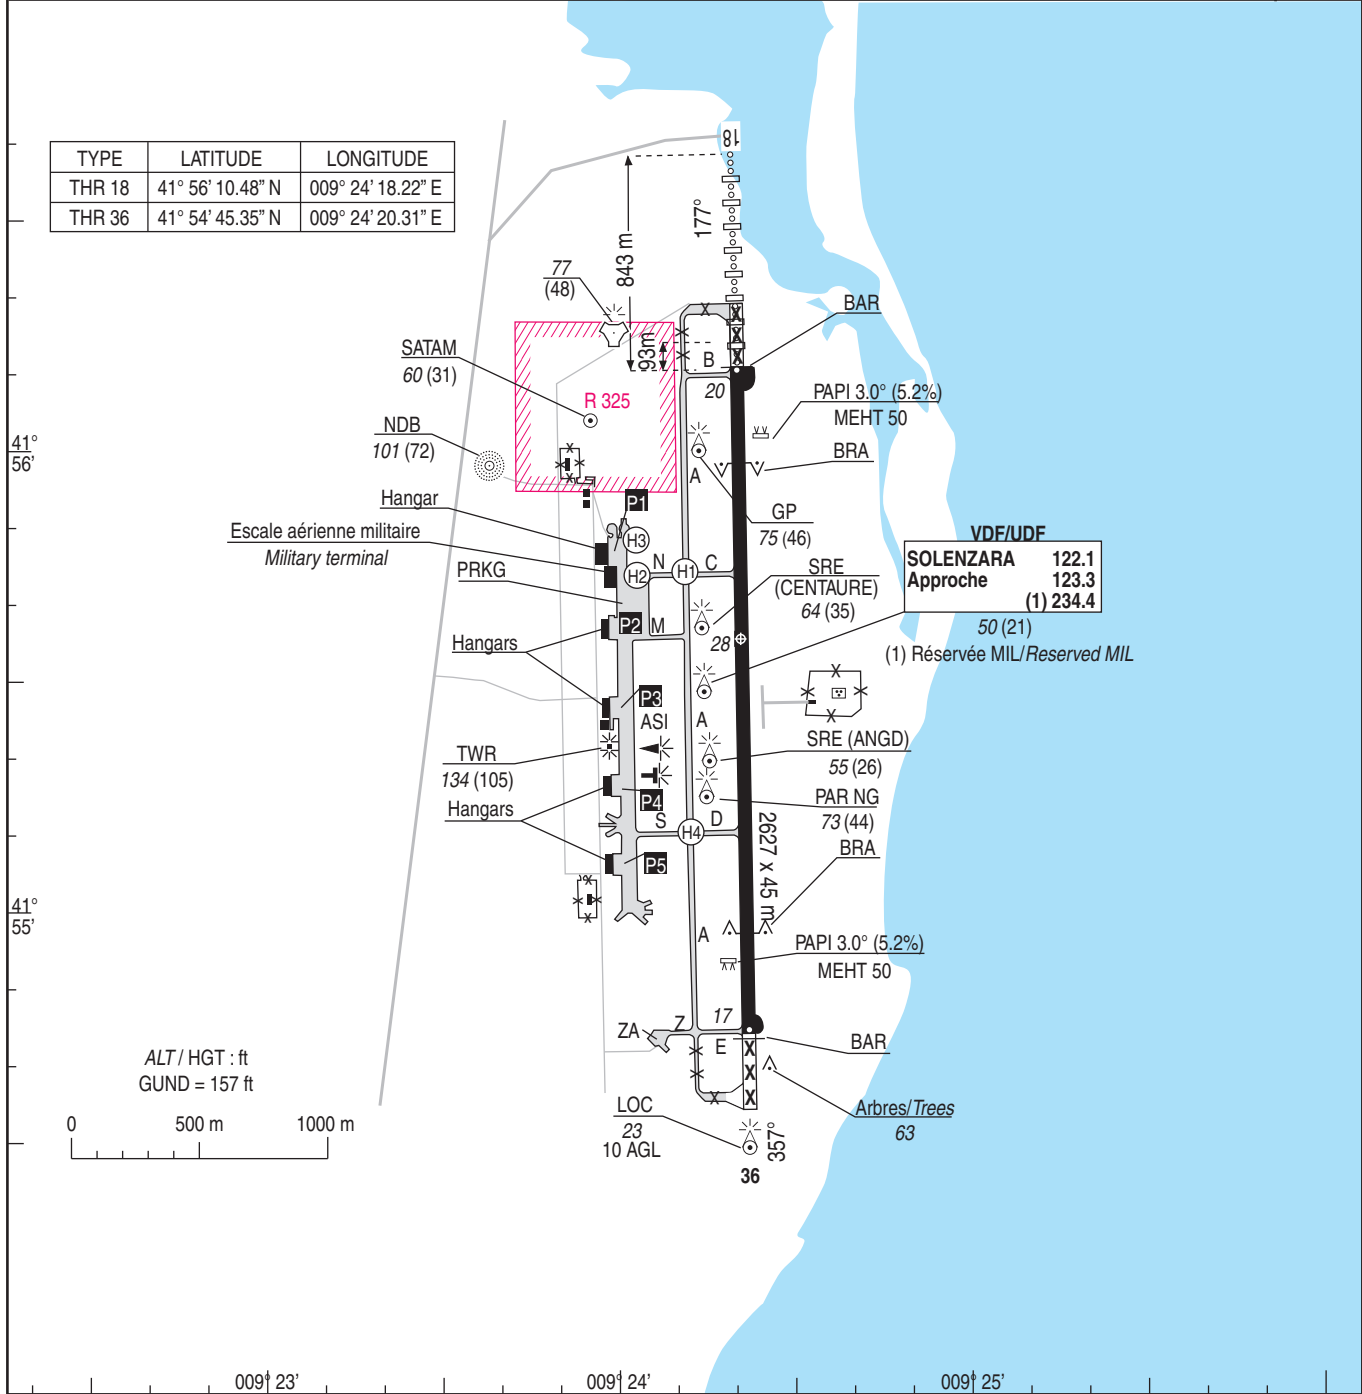 18
TYPE LATITUDE LONGITUDE
THR 18 41° 56’ 10.48” N 009° 24’ 18.22” E
THR 36 41° 54’ 45.35” N 009° 24’ 20.31” E
177°
843 m
77
(48)
BAR
X
X
X
X
X
X
93m
B
SATAM
60 (31)
20
PAPI 3.0° (5.2%)
MEHT 50
R 325
NDB
101 (72)
41°
56’
BRA
X
X
X
X
A
Hangar
P1
GP
75 (46)
Escale aérienne militaire
Military terminal
H3
VDF/UDF
SOLENZARA 122.1
Approche 123.3
(1) 234.4
50 (21)
(1) Réservée MIL/Reserved MIL
N
H1
C
H2
PRKG
SRE
(CENTAURE)
64 (35)
P2
M
28
Hangars
X
X
X
X
P3
ASI
A
TWR
134 (105)
SRE (ANGD)
55 (26)
P4
PAR NG
73 (44)
Hangars
S
H4
D
2627 x 45 m
BRA
P5
X
X
X
X
41°
55’
A
PAPI 3.0° (5.2%)
MEHT 50
17
ZA
Z
E
BAR
X
X
X
X
X
X
ALT / HGT : ft
GUND = 157 ft
0 500 m 1000 m
LOC
23
10 AGL
Arbres/Trees
63
357°
36
009° 23’ 009° 24’ 009° 25’